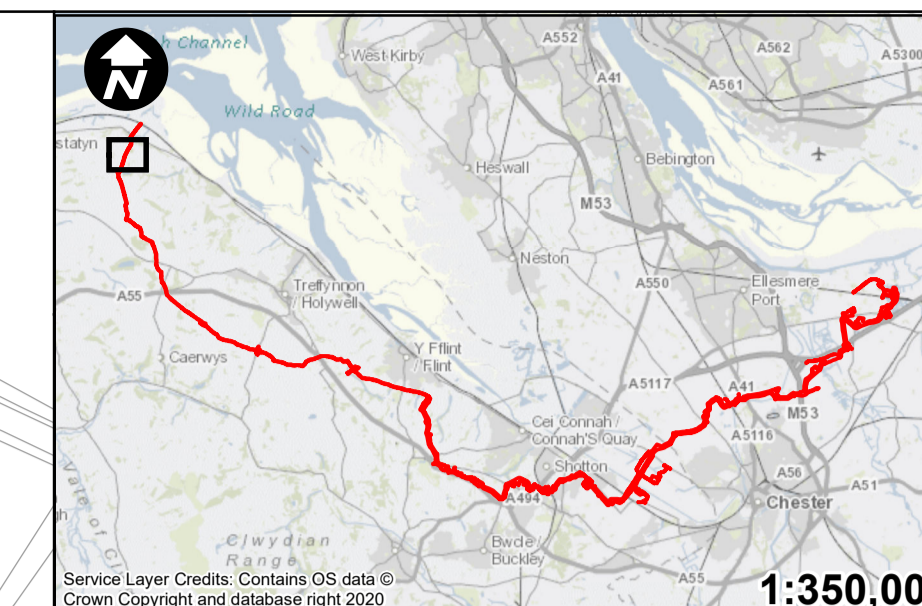 h Channel
A552
A562
A5300
West Kirby
N
A41
A561
Wild Road
statyn
Heswall
Bebington
M53
Neston
A550
Ellesmere
Port
Treffynnon
/ Holywell
A55
Y Fflint
/ Flint
Caerwys
A5117
A41
M53
Cei Connah /
Connah'S Quay
A5116
Shotton
A56
A51
A494
Chester
Vale of Cl
gh
Clwydian
Range
Bwcle /
Buckley
A55
Service Layer Credits: Contains OS data ©
Crown Copyright and database right 2020
1:350,00